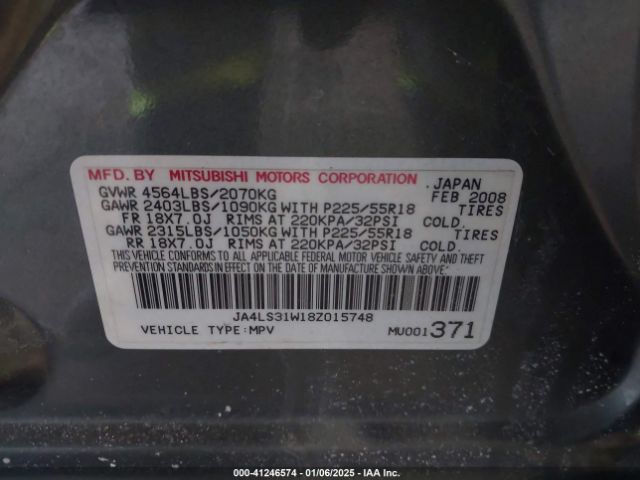 MFD. BY MITSUBISHI MOTORS CORPORATION .JAPAN
GVWR 4564LBS/2070KG FEB 2008
GAWR 2403LBS/1090KG WITH P225/55R18 TIRES
FR 18X7.0J RIMS AT 220KPA/32PSI COLD.
GAWR 2315LBS/1050KG WITH P225/55R18 TIRES
RR 18X7.0J RIMS AT 220KPA/32PSI COLD.
THIS VEHICLE CONFORMS TO ALL APPLICABLE FEDERAL MOTOR VEHICLE SAFETY AND THEFT
PREVENTION STANDARDS IN EFFECT ON THE DATE OF MANUFACTURE SHOWN ABOVE.
JA4LS31W18Z015748
VEHICLE TYPE:MPV MU001371
000-41246574 | 01/06/2025 - IAA Inc.